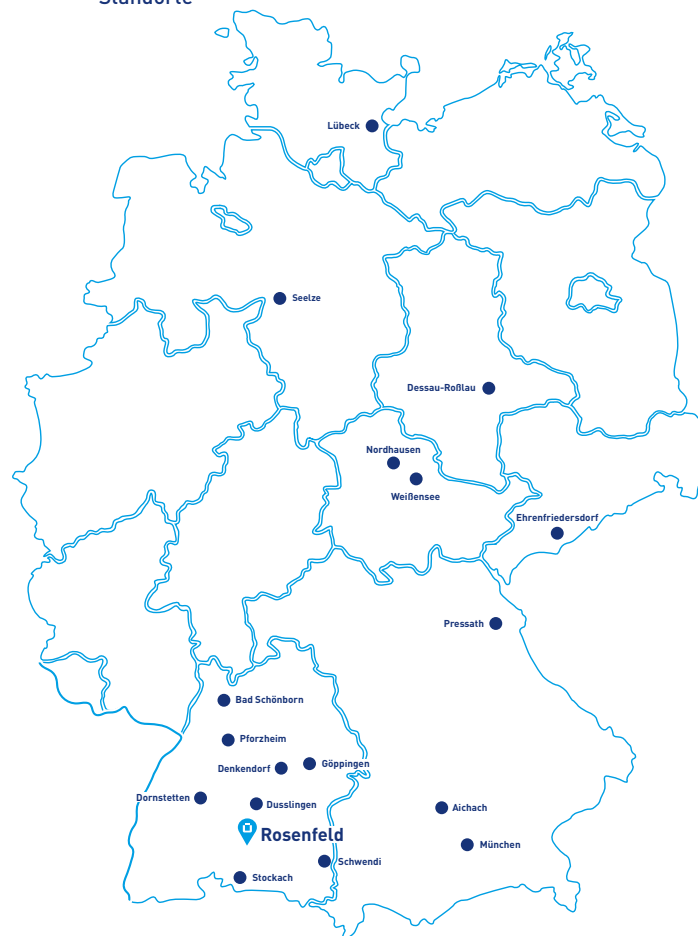 Standorte
Lübeck
Seelze
Dessau-Roßlau
Nordhausen
Weißensee
Ehrenfriedersdorf
Pressath
Bad Schönborn
Pforzheim
Göppingen
Denkendorf
Dornstetten
Dusslingen
Aichach
Rosenfeld
München
Schwendi
Stockach